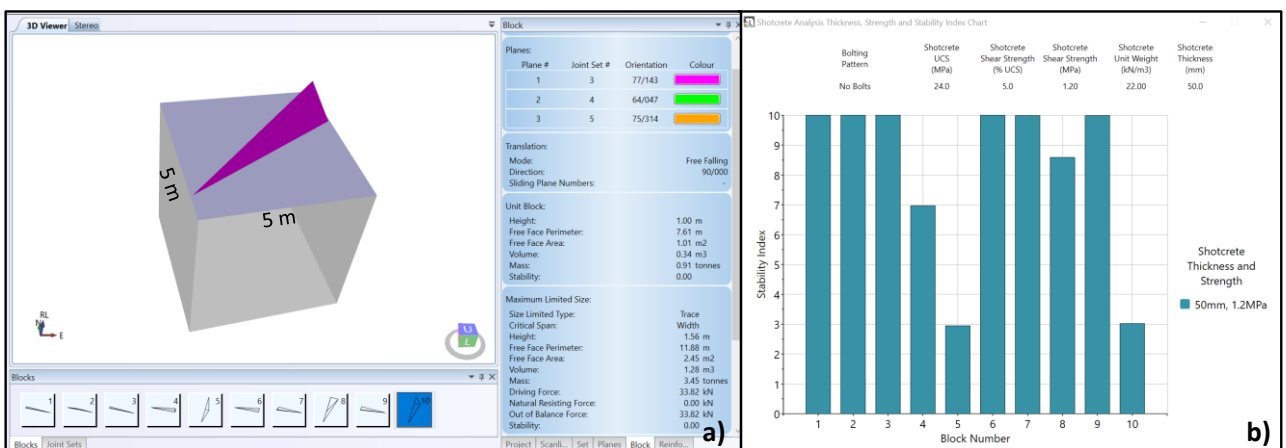 3D Viewer Stereo
5 m
5 m
RL
N
E
U
L
Blocks
1 2 3 4 5 6 7 8 9 10
Blocks Joint Sets
Block
Planes:
Plane # Joint Set # Orientation Colour
1 3 77/143
2 4 64/047
3 5 75/314
Translation:
Mode: Free Falling
Direction: 90/000
Sliding Plane Numbers: -
Unit Block:
Height: 1.00 m
Free Face Perimeter: 7.61 m
Free Face Area: 1.01 m2
Volume: 0.34 m3
Mass: 0.91 tonnes
Stability: 0.00
Maximum Limited Size:
Size Limited Type: Trace
Critical Span: Width
Height: 1.56 m
Free Face Perimeter: 11.88 m
Free Face Area: 2.45 m2
Volume: 1.28 m3
Mass: 3.45 tonnes
Driving Force: 33.82 kN
Natural Resisting Force: 0.00 kN
Out of Balance Force: 33.82 kN
Stability: 0.00
a)
Project Scanli... Set Planes Block Reinfo...
Shotcrete Analysis Thickness, Strength and Stability Index Chart
Bolting Shotcrete Shotcrete Shotcrete Shotcrete Shotcrete
Pattern UCS Shear Strength Shear Strength Unit Weight Thickness
(MPa) (% UCS) (MPa) (kN/m3) (mm)
No Bolts 24.0 5.0 1.20 22.00 50.0
10
9
8
7
6
5
4
3
2
1
0
Stability Index
1 2 3 4 5 6 7 8 9 10
Block Number
Shotcrete
Thickness and
Strength
50mm, 1.2MPa
b)